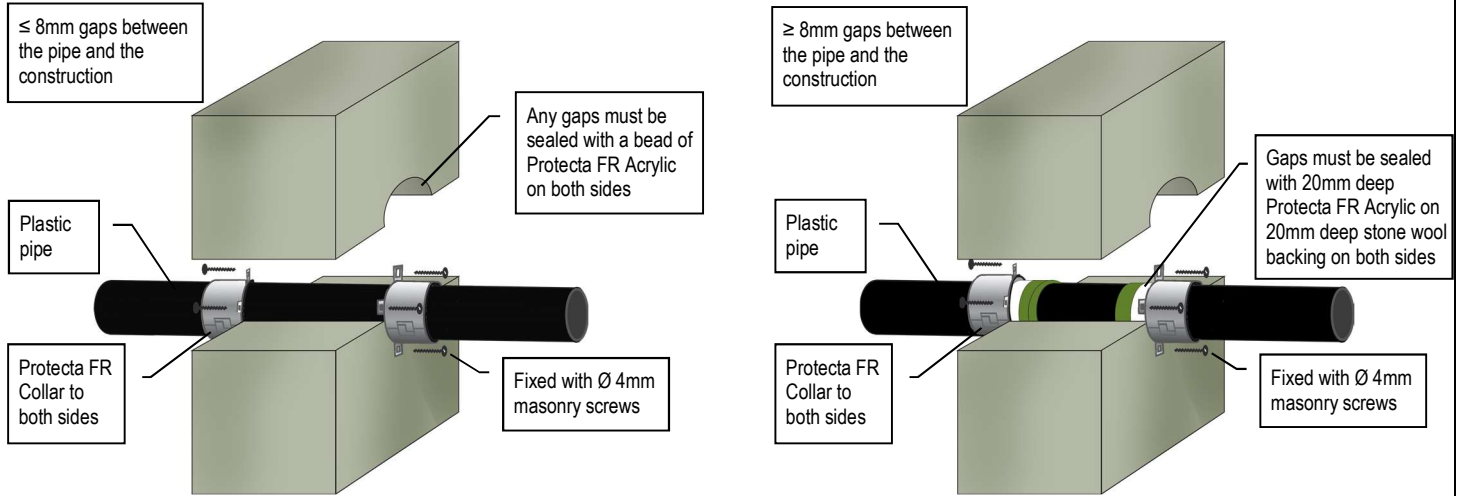 ≤ 8mm gaps between
the pipe and the
construction
Any gaps must be
sealed with a bead of
Protecta FR Acrylic
on both sides
Plastic
pipe
Protecta FR
Collar to
both sides
Fixed with Ø 4mm
masonry screws
≥ 8mm gaps between
the pipe and the
construction
Gaps must be sealed
with 20mm deep
Protecta FR Acrylic on
20mm deep stone wool
backing on both sides
Plastic
pipe
Protecta FR
Collar to
both sides
Fixed with Ø 4mm
masonry screws